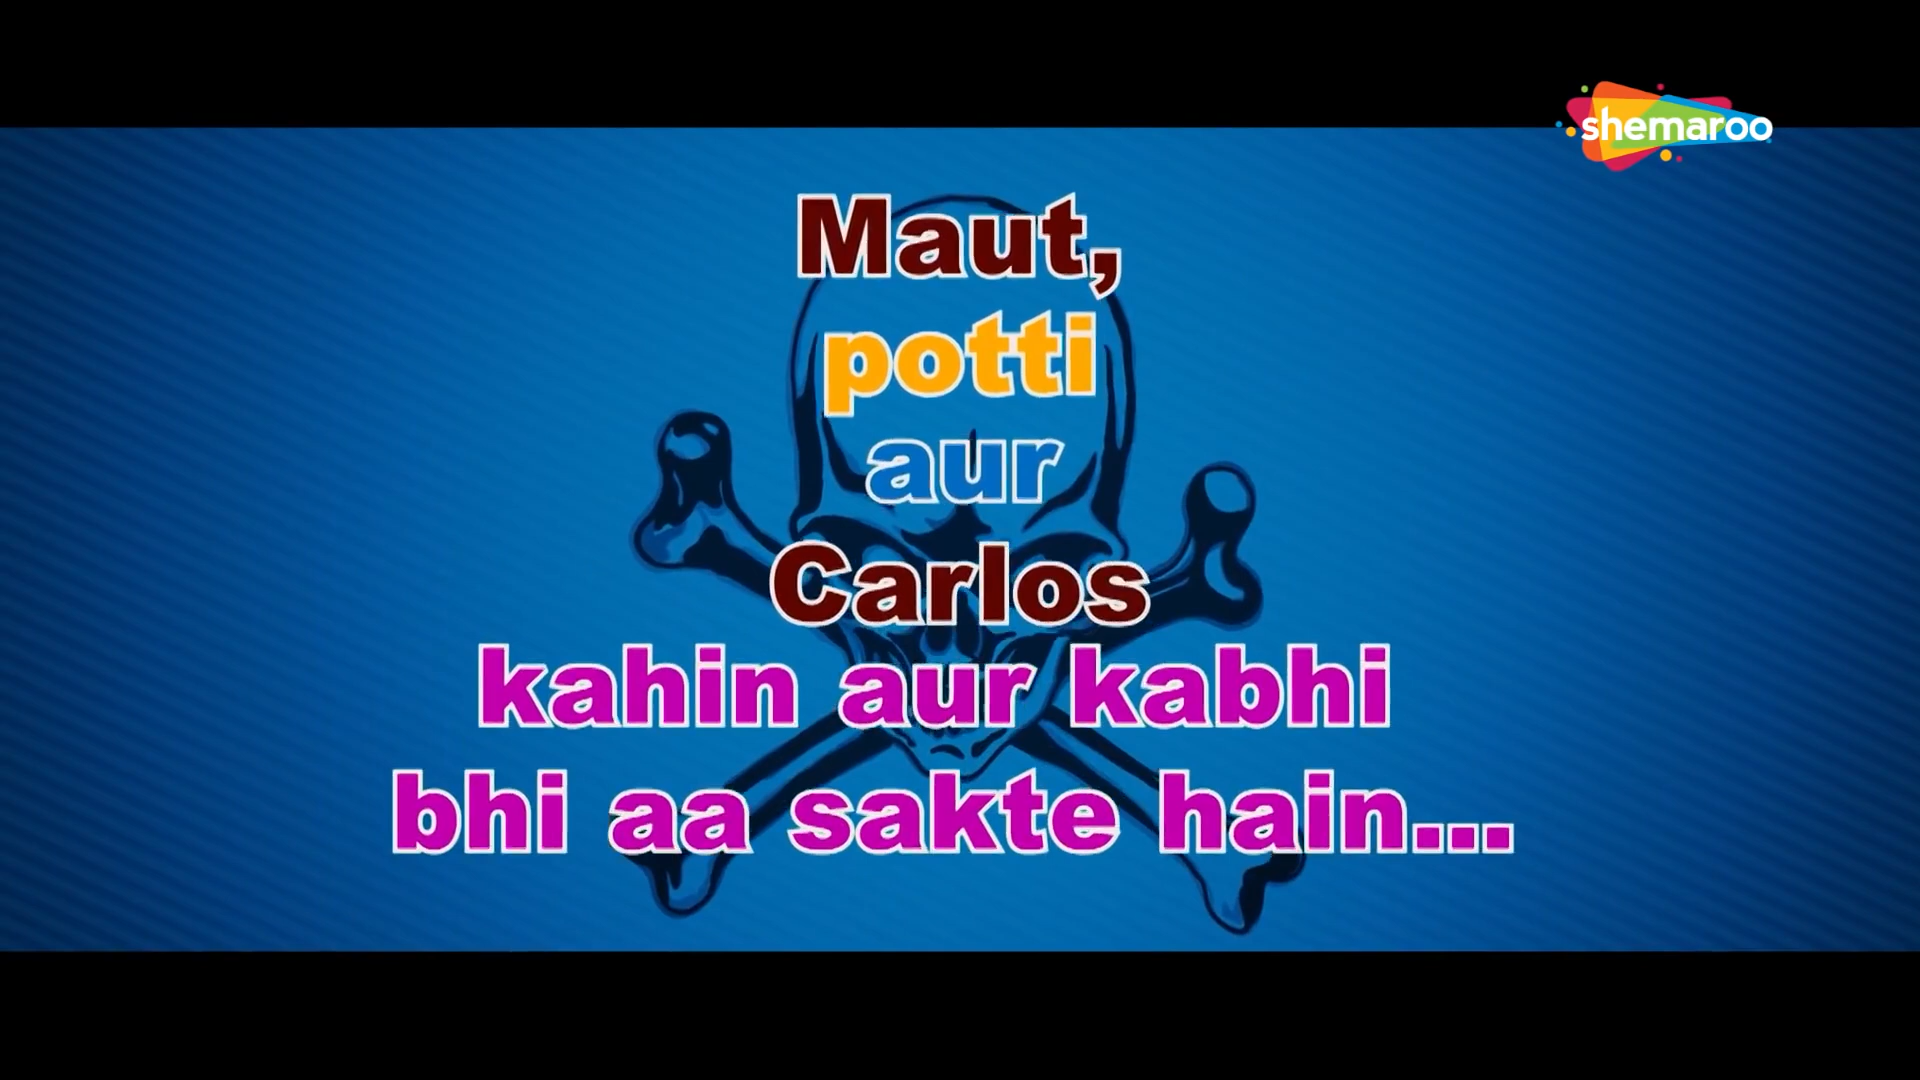 shemaroo
Maut,
potti
aur
Carlos
kahin aur kabhi
bhi aa sakte hain...